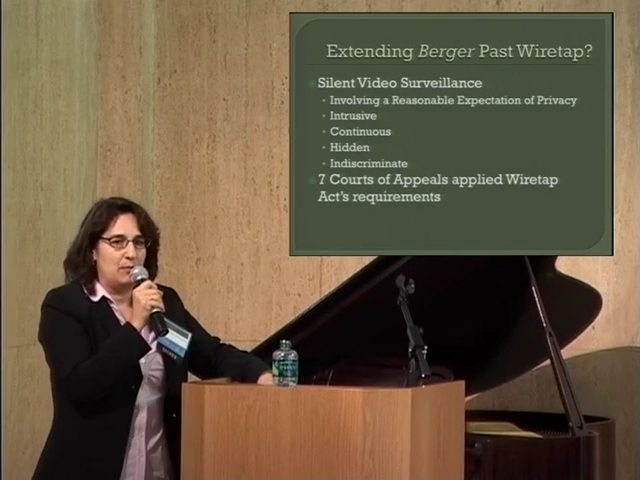 Extending Berger Past Wiretap?
Silent Video Surveillance
Involving a Reasonable Expectation of Privacy
Intrusive
Continuous
Hidden
Indiscriminate
7 Courts of Appeals applied Wiretap
Act's requirements